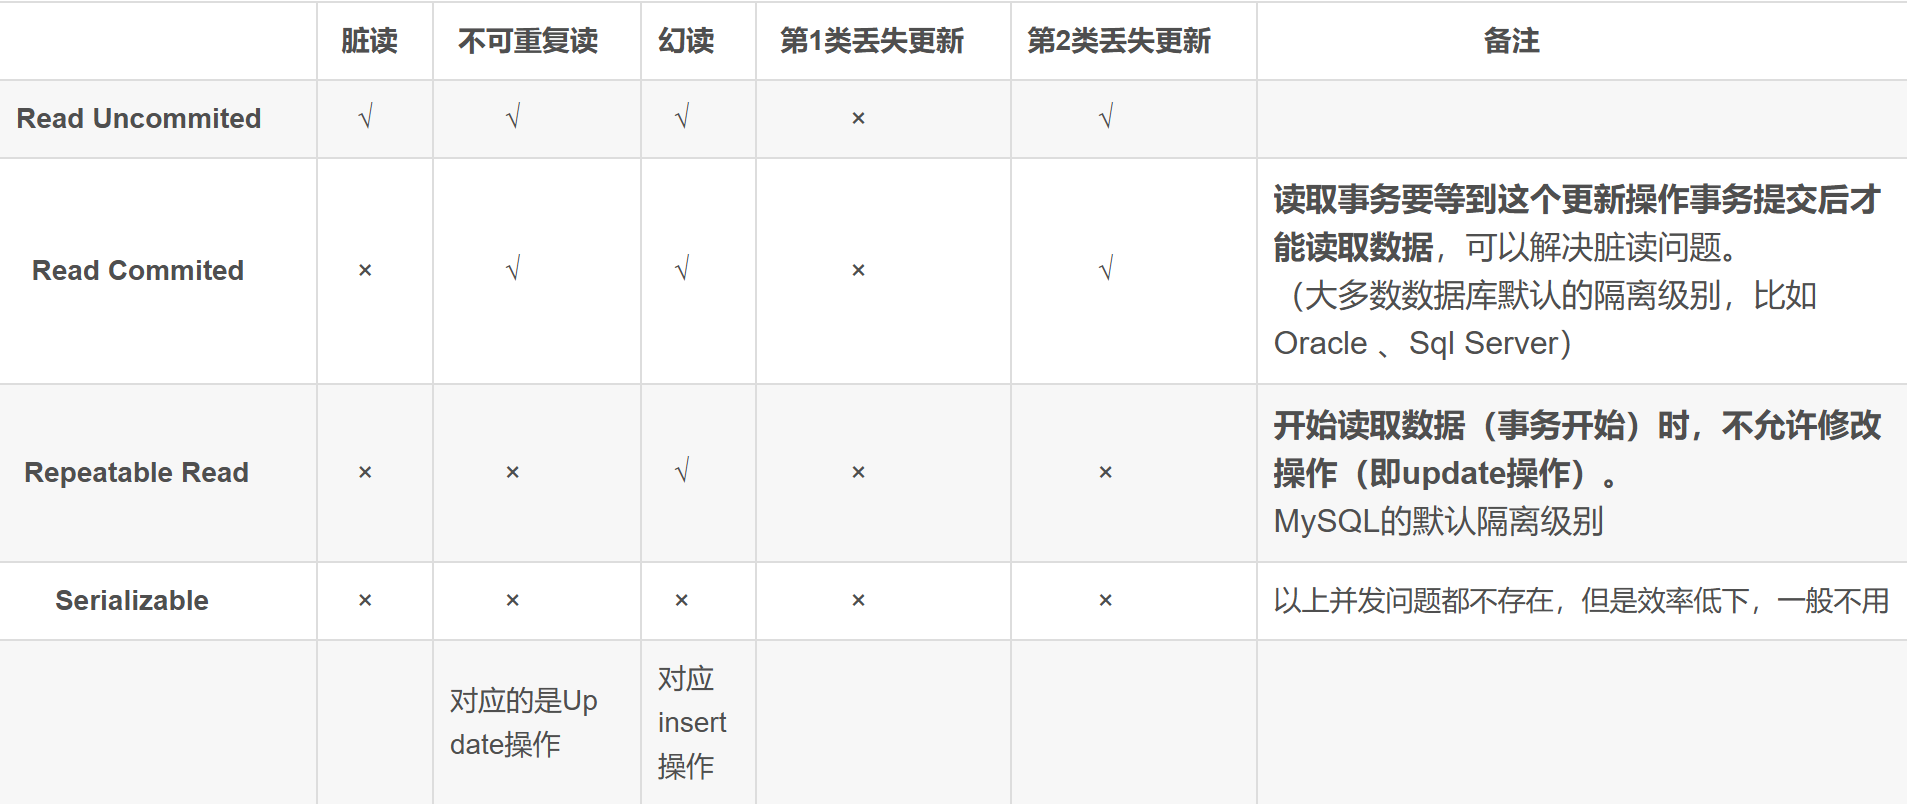 脏读 不可重复读 幻读 第1类丢失更新 第2类丢失更新 备注
Read Uncommited √ √ √ × √
Read Commited × √ √ × √
读取事务要等到这个更新操作事务提交后才
能读取数据，可以解决脏读问题。
（大多数数据库默认的隔离级别，比如
Oracle 、Sql Server）
Repeatable Read × × √ × ×
开始读取数据（事务开始）时，不允许修改
操作（即update操作）。
MySQL的默认隔离级别
Serializable × × × × × 以上并发问题都不存在，但是效率低下，一般不用
对应的是Up
date操作
对应
insert
操作